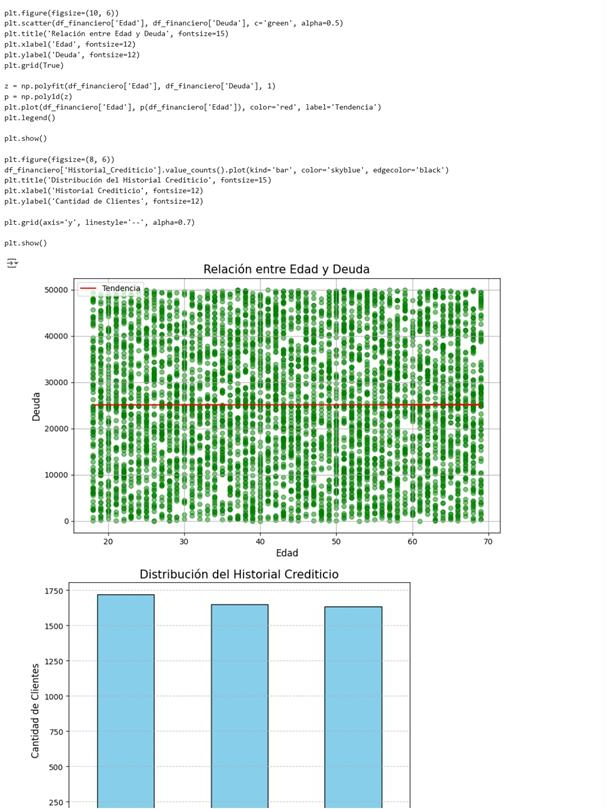 plt.figure(figsize=(10, 6))
plt.scatter(df_financiero['Edad'], df_financiero['Deuda'], c='green', alpha=0.5)
plt.title('Relación entre Edad y Deuda', fontsize=15)
plt.xlabel('Edad', fontsize=12)
plt.ylabel('Deuda', fontsize=12)
plt.grid(True)
z = np.polyfit(df_financiero['Edad'], df_financiero['Deuda'], 1)
p = np.poly1d(z)
plt.plot(df_financiero['Edad'], p(df_financiero['Edad']), color='red', label='Tendencia')
plt.legend()
plt.show()
plt.figure(figsize=(8, 6))
df_financiero['Historial_Crediticio'].value_counts().plot(kind='bar', color='skyblue', edgecolor='black')
plt.title('Distribución del Historial Crediticio', fontsize=15)
plt.xlabel('Historial Crediticio', fontsize=12)
plt.ylabel('Cantidad de Clientes', fontsize=12)
plt.grid(axis='y', linestyle='--', alpha=0.7)
plt.show()
Relación entre Edad y Deuda
Tendencia
50000
40000
30000
20000
10000
0
Deuda
20 30 40 50 60 70
Edad
Distribución del Historial Crediticio
1750
1500
1250
1000
750
500
250
Cantidad de Clientes